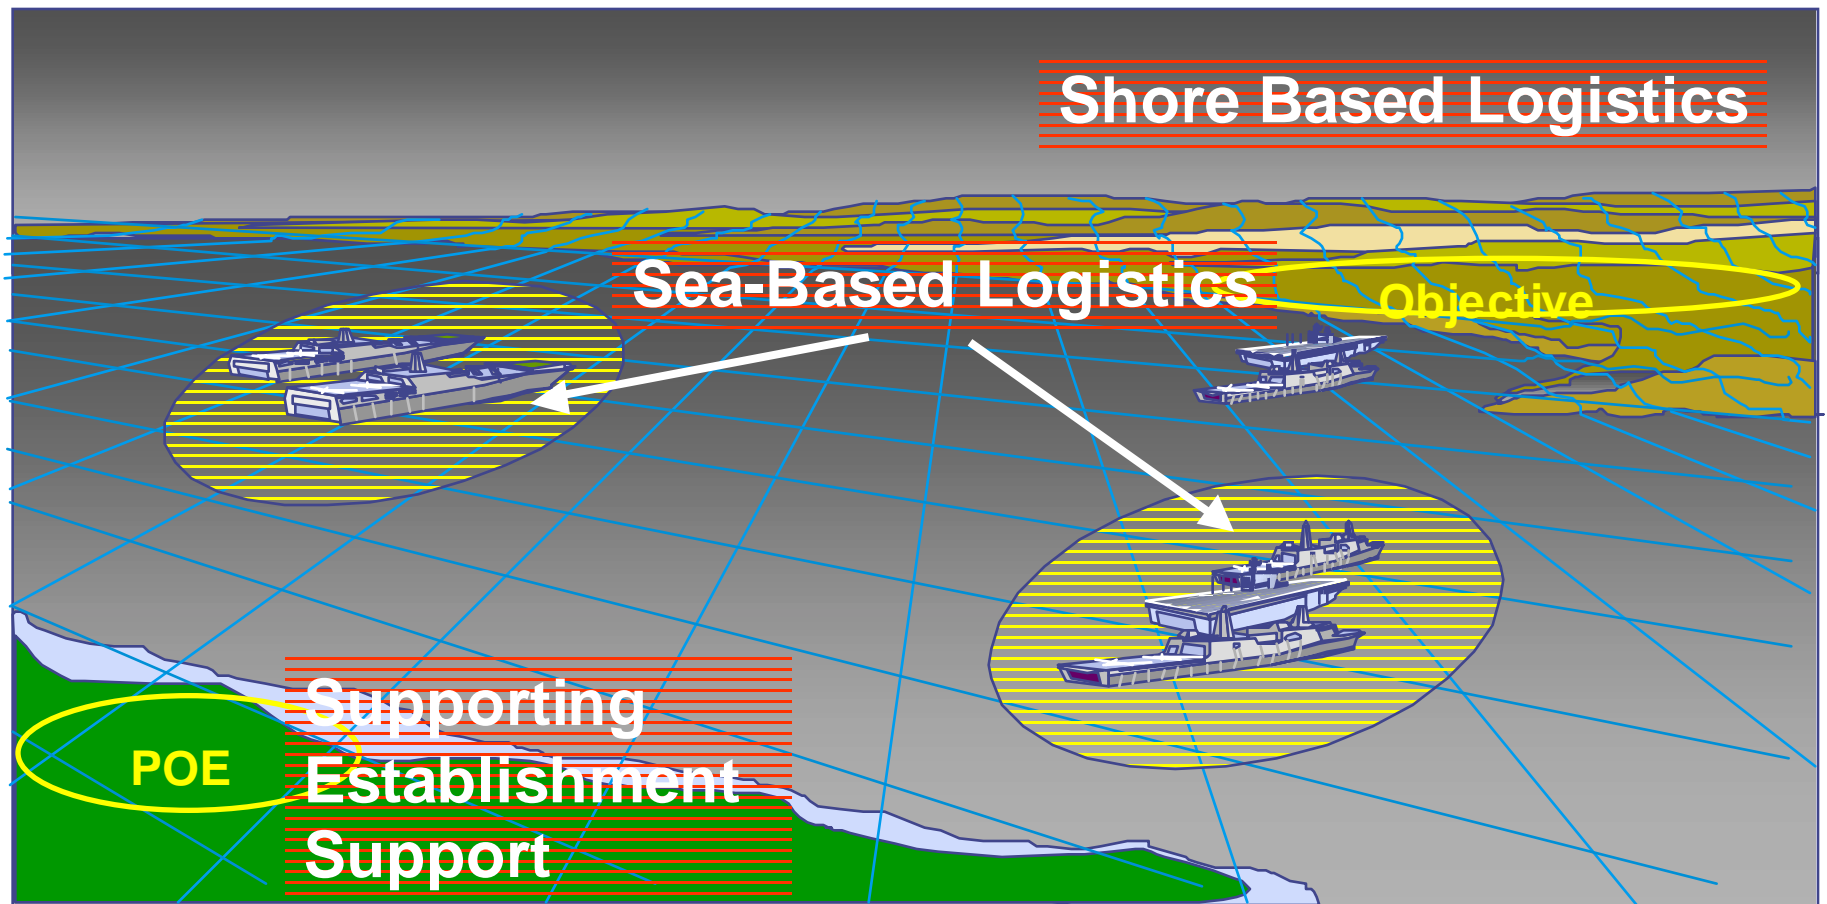 Shore Based Logistics
Sea-Based Logistics
Objective
POE
Supporting
Establishment
Support